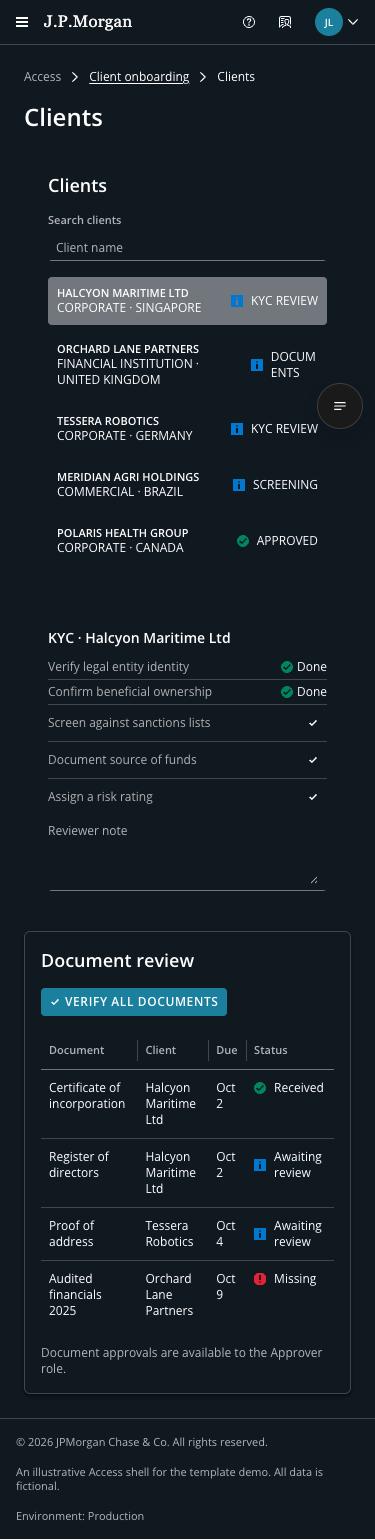 J.P.Morgan
JL
Access
Client onboarding
Clients
Clients
Clients
Search clients
Client name
HALCYON MARITIME LTD
CORPORATE · SINGAPORE
KYC REVIEW
ORCHARD LANE PARTNERS
FINANCIAL INSTITUTION ·
UNITED KINGDOM
DOCUM
ENTS
TESSERA ROBOTICS
CORPORATE · GERMANY
KYC REVIEW
MERIDIAN AGRI HOLDINGS
COMMERCIAL · BRAZIL
SCREENING
POLARIS HEALTH GROUP
CORPORATE · CANADA
APPROVED
KYC · Halcyon Maritime Ltd
Verify legal entity identity
Done
Confirm beneficial ownership
Done
Screen against sanctions lists
Document source of funds
Assign a risk rating
Reviewer note
Document review
VERIFY ALL DOCUMENTS
Document
Client
Due
Status
Certificate of
incorporation
Halcyon
Maritime
Ltd
Oct
2
Received
Register of
directors
Halcyon
Maritime
Ltd
Oct
2
Awaiting
review
Proof of
address
Tessera
Robotics
Oct
4
Awaiting
review
Audited
financials
2025
Orchard
Lane
Partners
Oct
9
Missing
Document approvals are available to the Approver
role.
© 2026 JPMorgan Chase & Co. All rights reserved.
An illustrative Access shell for the template demo. All data is
fictional.
Environment: Production